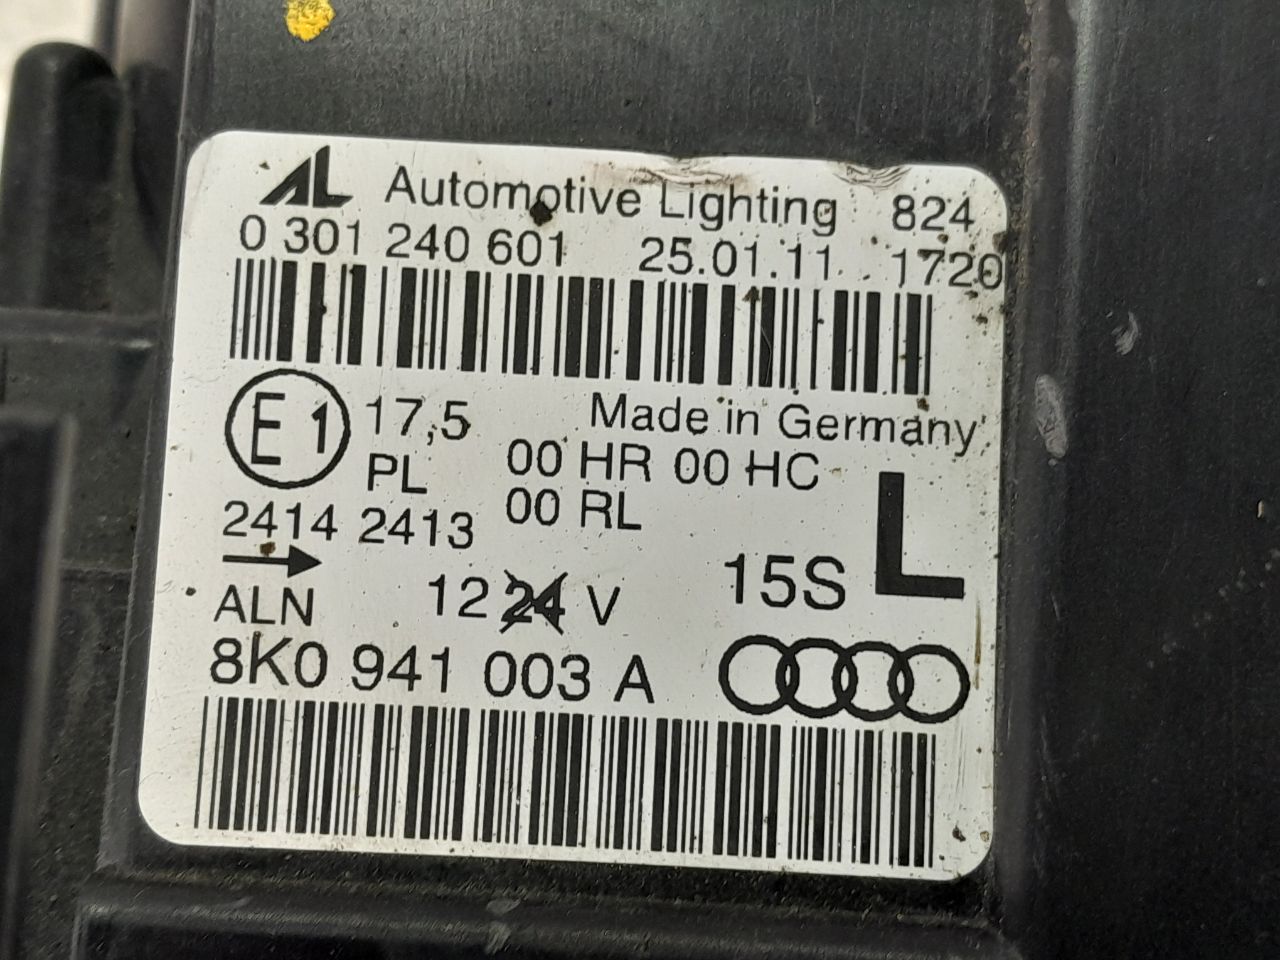 AL Automotive Lighting 824
0 301 240 601 25.01.11 1720
E1 17,5 Made in Germany
PL 00 HR 00 HC
2414 2413 00 RL L
ALN 12 24 V 15S
8K0 941 003 A